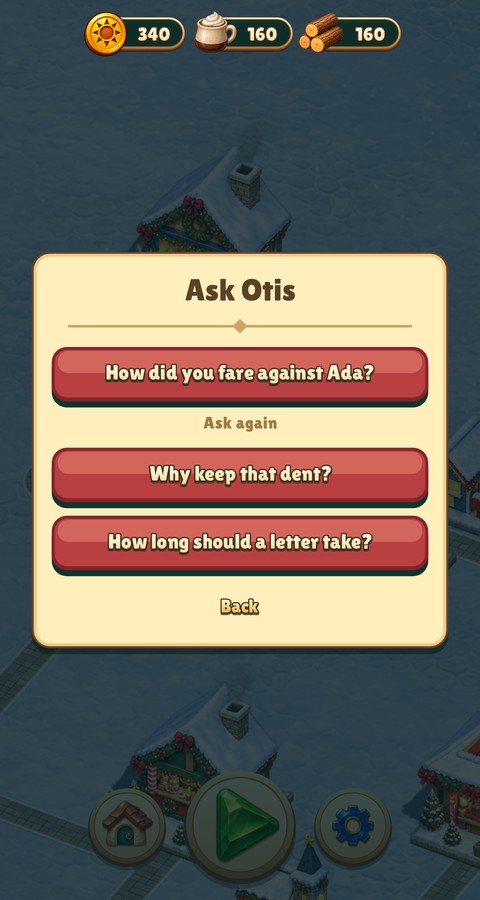 340
160
160
Ask Otis
How did you fare against Ada?
Ask again
Why keep that dent?
How long should a letter take?
Back